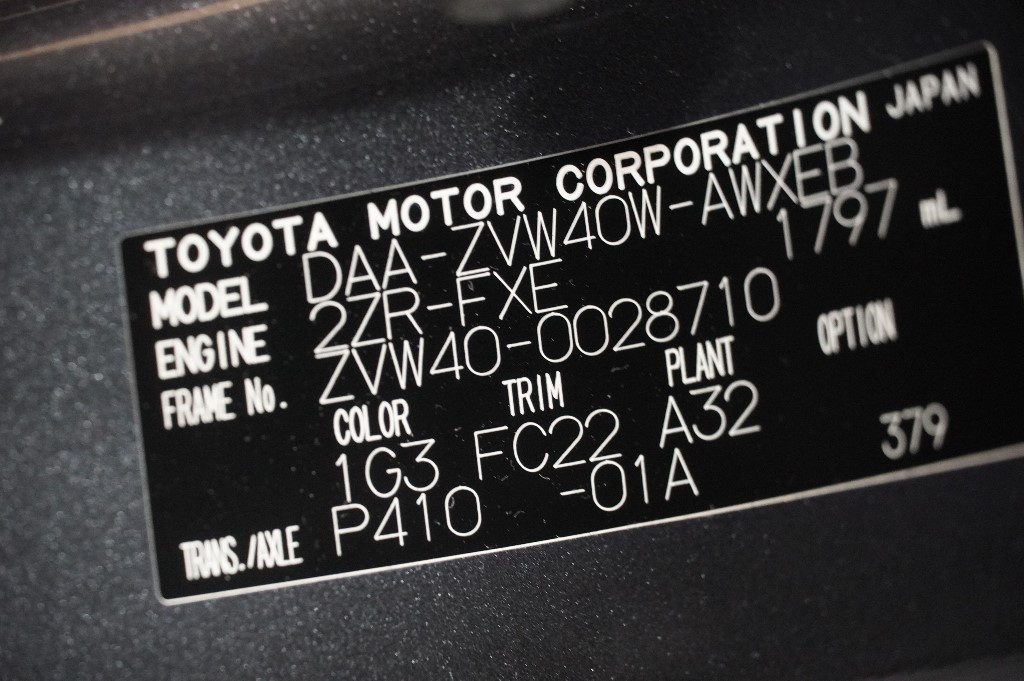 TOYOTA MOTOR CORPORATION JAPAN
MODEL DAA-ZVW40W-AWXEB
ENGINE 2ZR-FXE 1797 mL
FRAME No. ZVW40-0028710
COLOR TRIM PLANT OPTION
1G3 FC22 A32
TRANS./AXLE P410 -01A 379